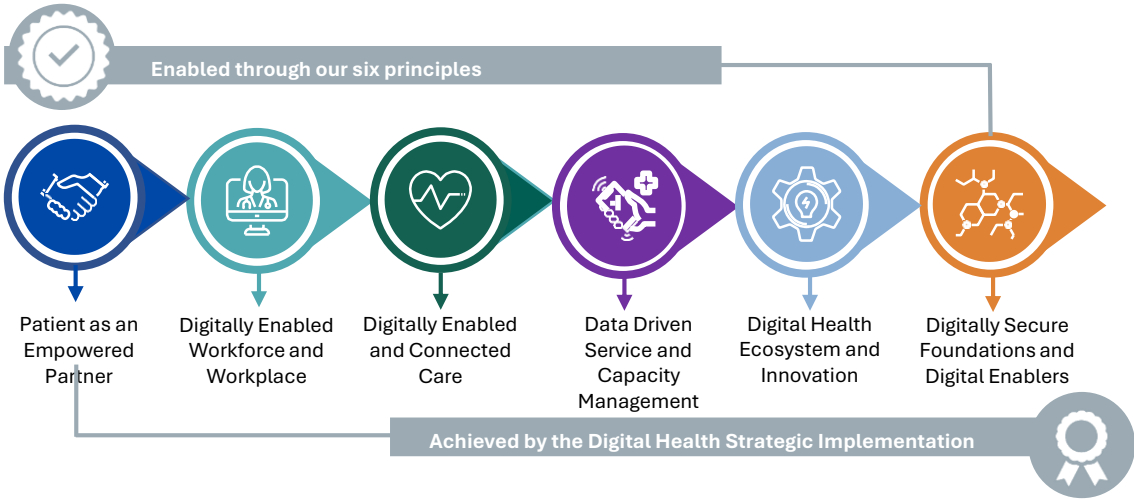 Enabled through our six principles
Patient as an
Empowered
Partner
Digitally Enabled
Workforce and
Workplace
Digitally Enabled
and Connected
Care
Data Driven
Service and
Capacity
Management
Digital Health
Ecosystem and
Innovation
Digitally Secure
Foundations and
Digital Enablers
Achieved by the Digital Health Strategic Implementation